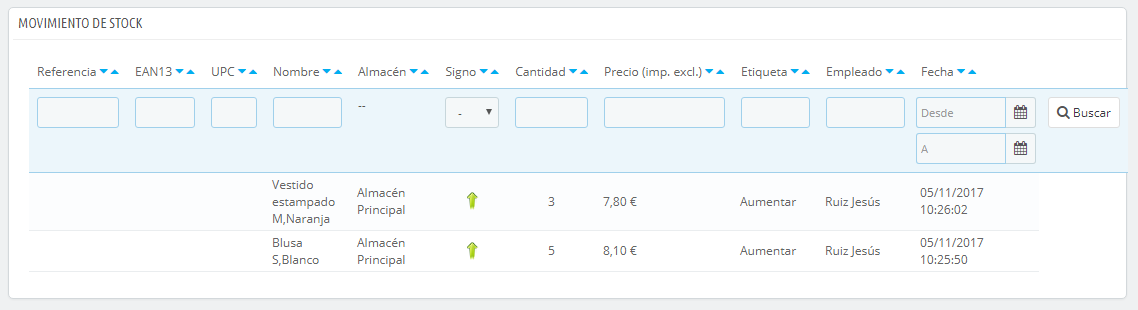 MOVIMIENTO DE STOCK
Referencia EAN13 UPC Nombre Almacén Signo Cantidad Precio (imp. excl.) Etiqueta Empleado Fecha
-- - Desde Buscar
A
Vestido estampado M,Naranja Almacén Principal 3 7,80 € Aumentar Ruiz Jesús 05/11/2017 10:26:02
Blusa S,Blanco Almacén Principal 5 8,10 € Aumentar Ruiz Jesús 05/11/2017 10:25:50